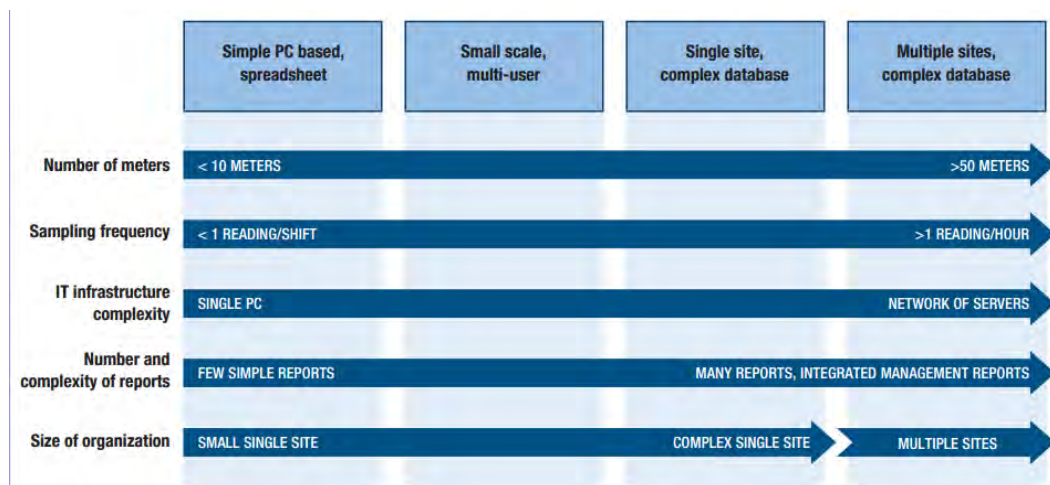 Simple PC based,
spreadsheet
Small scale,
multi-user
Single site,
complex database
Multiple sites,
complex database
Number of meters
< 10 METERS
>50 METERS
Sampling frequency
< 1 READING/SHIFT
>1 READING/HOUR
IT infrastructure
complexity
SINGLE PC
NETWORK OF SERVERS
Number and
complexity of reports
FEW SIMPLE REPORTS
MANY REPORTS, INTEGRATED MANAGEMENT REPORTS
Size of organization
SMALL SINGLE SITE
COMPLEX SINGLE SITE
MULTIPLE SITES